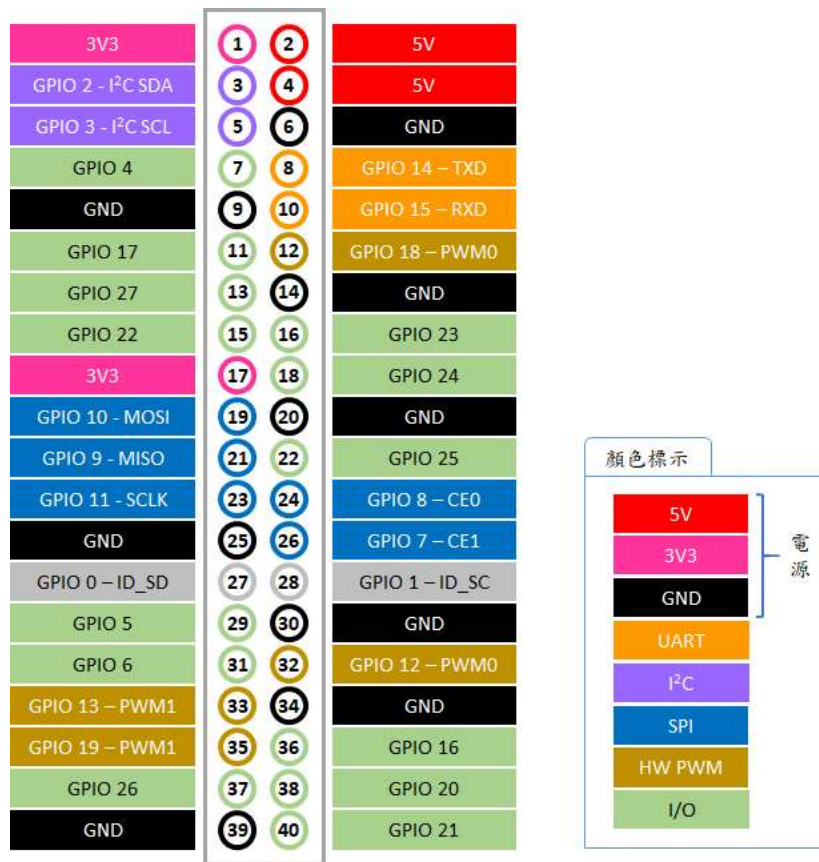 3V3 1 2 5V
GPIO 2 - I²C SDA 3 4 5V
GPIO 3 - I²C SCL 5 6 GND
GPIO 4 7 8 GPIO 14 – TXD
GND 9 10 GPIO 15 – RXD
GPIO 17 11 12 GPIO 18 – PWM0
GPIO 27 13 14 GND
GPIO 22 15 16 GPIO 23
3V3 17 18 GPIO 24
GPIO 10 - MOSI 19 20 GND
GPIO 9 - MISO 21 22 GPIO 25
GPIO 11 - SCLK 23 24 GPIO 8 – CE0
GND 25 26 GPIO 7 – CE1
GPIO 0 – ID_SD 27 28 GPIO 1 – ID_SC
GPIO 5 29 30 GND
GPIO 6 31 32 GPIO 12 – PWM0
GPIO 13 – PWM1 33 34 GND
GPIO 19 – PWM1 35 36 GPIO 16
GPIO 26 37 38 GPIO 20
GND 39 40 GPIO 21
顏色標示
5V
3V3
GND
電源
UART
I²C
SPI
HW PWM
I/O